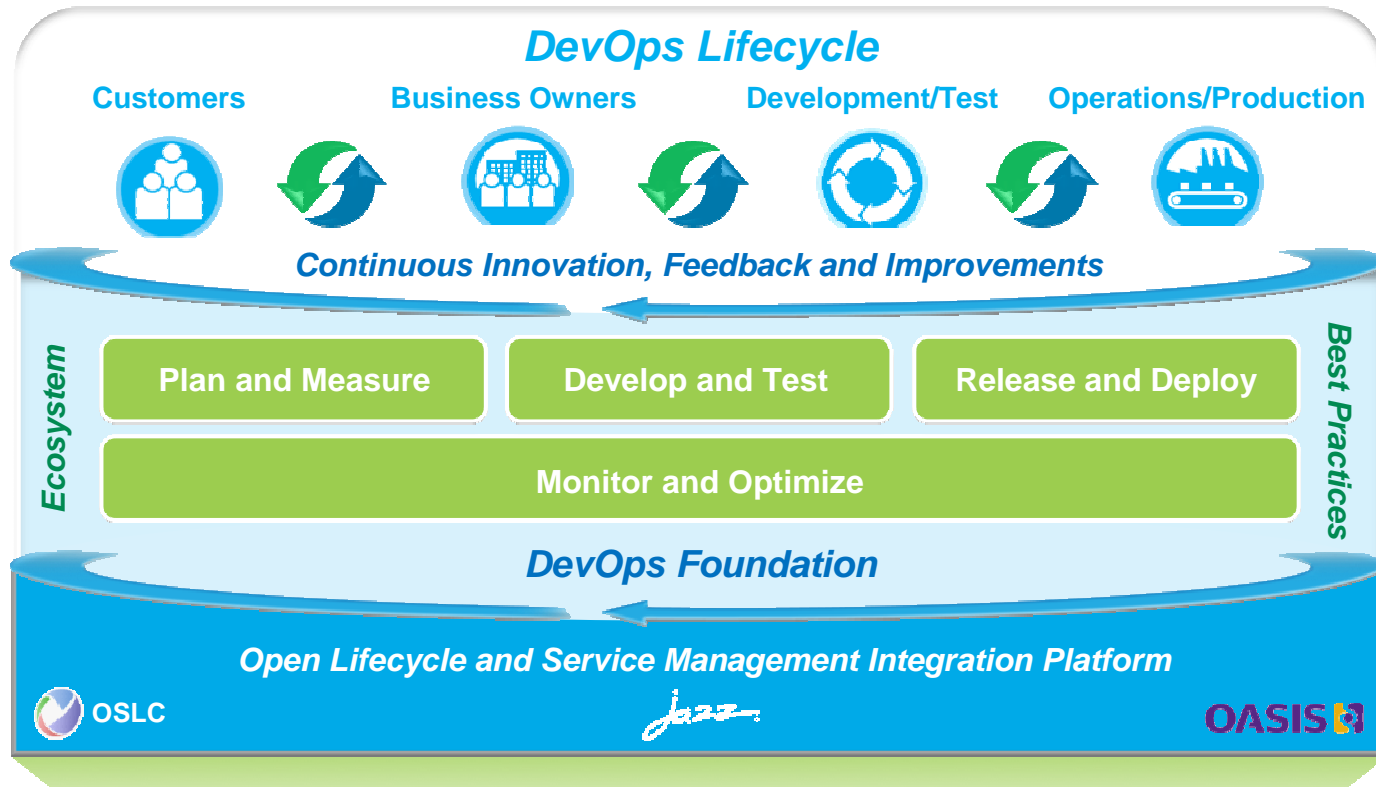 DevOps Lifecycle
Customers
Business Owners
Development/Test
Operations/Production
Continuous Innovation, Feedback and Improvements
Ecosystem
Plan and Measure
Develop and Test
Release and Deploy
Best Practices
Monitor and Optimize
DevOps Foundation
Open Lifecycle and Service Management Integration Platform
OSLC
jazz
OASIS